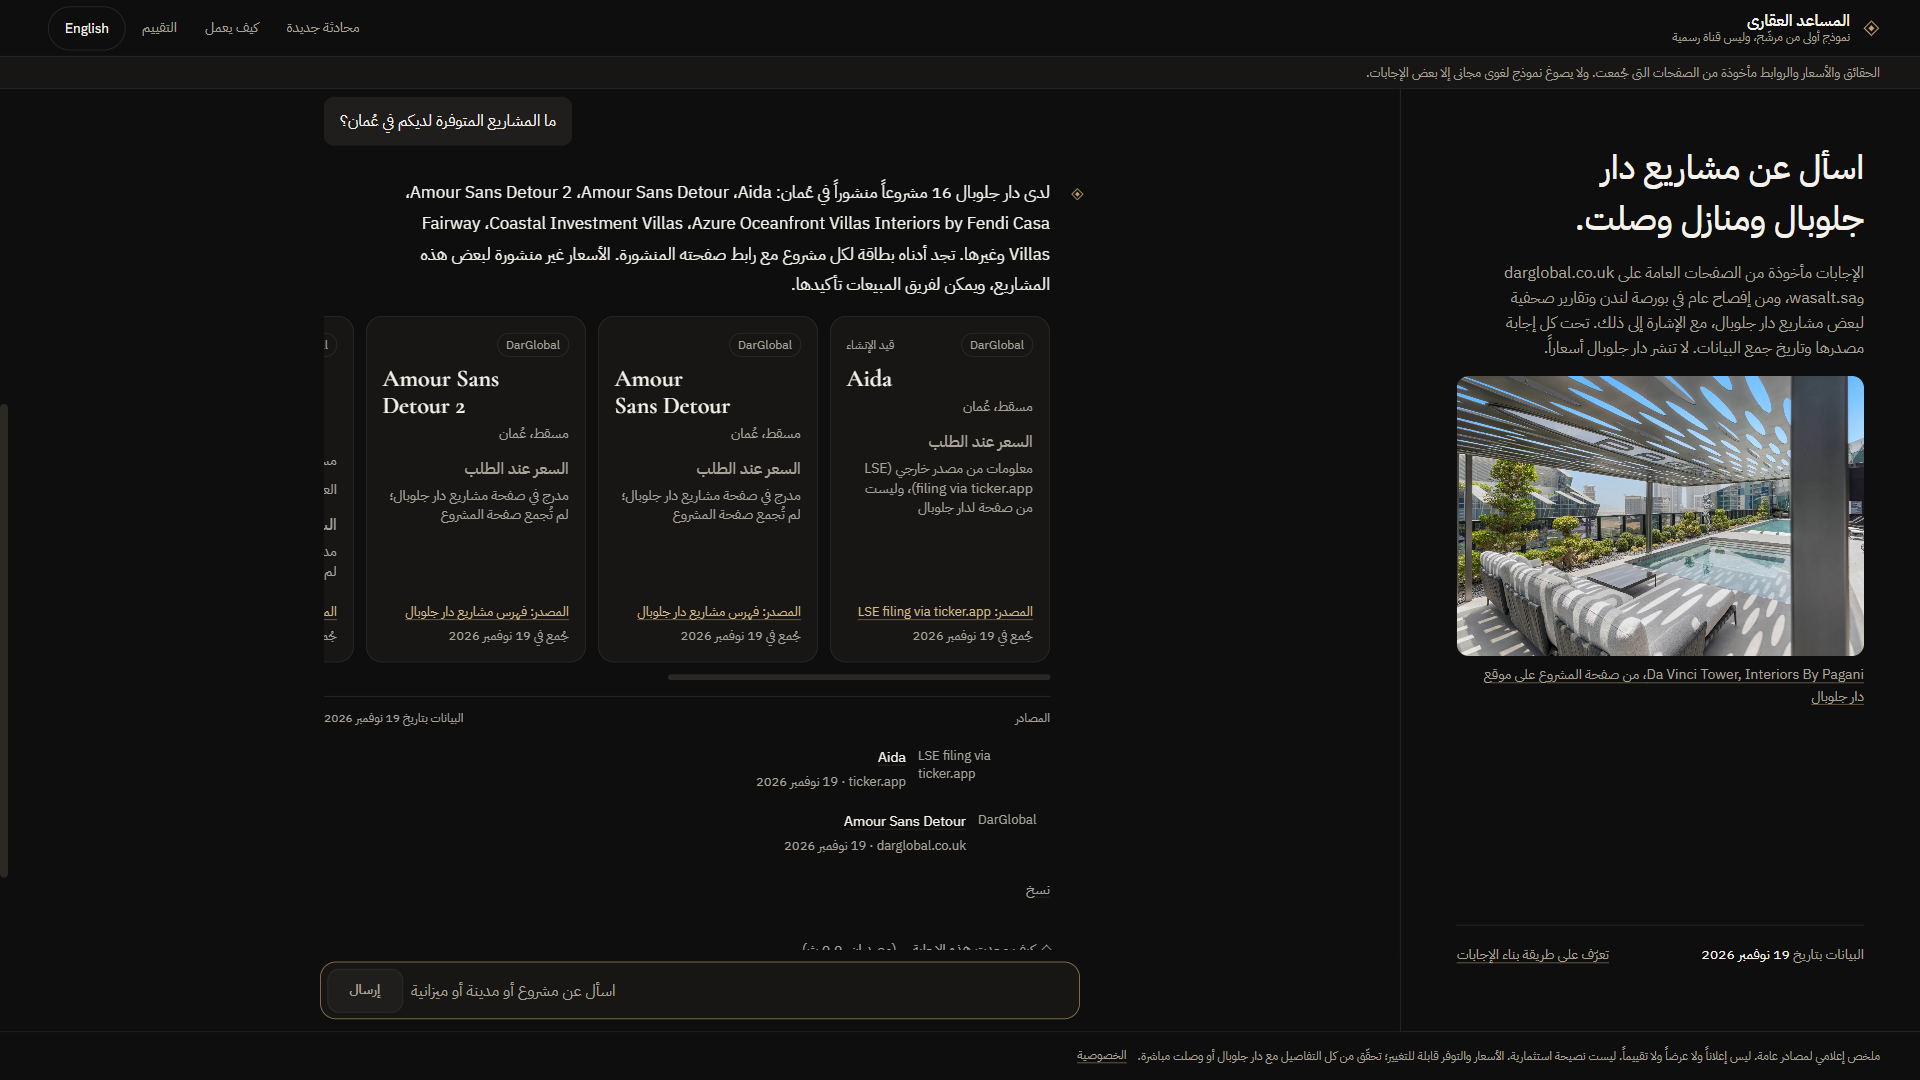 المساعد العقاري
نموذج أولي من مرشّح، وليس قناة رسمية
محادثة جديدة
كيف يعمل
التقييم
English
الحقائق والأسعار والروابط مأخوذة من الصفحات التي جُمعت. ولا يصوغ نموذج لغوي مجاني إلا بعض الإجابات.
اسأل عن مشاريع دار
جلوبال ومنازل وصلت.
الإجابات مأخوذة من الصفحات العامة على darglobal.co.uk
وwasalt.sa، ومن إفصاح عام في بورصة لندن وتقارير صحفية
لبعض مشاريع دار جلوبال، مع الإشارة إلى ذلك. تحت كل إجابة
مصدرها وتاريخ جمع البيانات. لا تنشر دار جلوبال أسعاراً.
Da Vinci Tower, Interiors By Pagani، من صفحة المشروع على موقع
دار جلوبال
البيانات بتاريخ 19 نوفمبر 2026
تعرّف على طريقة بناء الإجابات
ما المشاريع المتوفرة لديكم في عُمان؟
لدى دار جلوبال 16 مشروعاً منشوراً في عُمان: Aida، Amour Sans Detour، Amour Sans Detour 2،
Azure Oceanfront Villas Interiors by Fendi Casa، Coastal Investment Villas، Fairway
Villas وغيرها. تجد أدناه بطاقة لكل مشروع مع رابط صفحته المنشورة. الأسعار غير منشورة لبعض هذه
المشاريع، ويمكن لفريق المبيعات تأكيدها.
DarGlobal
قيد الإنشاء
Aida
مسقط، عُمان
السعر عند الطلب
معلومات من مصدر خارجي (LSE
filing via ticker.app)، وليست
من صفحة لدار جلوبال
المصدر: LSE filing via ticker.app
جُمع في 19 نوفمبر 2026
DarGlobal
Amour
Sans Detour
مسقط، عُمان
السعر عند الطلب
مدرج في صفحة مشاريع دار جلوبال؛
لم تُجمع صفحة المشروع
المصدر: فهرس مشاريع دار جلوبال
جُمع في 19 نوفمبر 2026
DarGlobal
Amour Sans
Detour 2
مسقط، عُمان
السعر عند الطلب
مدرج في صفحة مشاريع دار جلوبال؛
لم تُجمع صفحة المشروع
المصدر: فهرس مشاريع دار جلوبال
جُمع في 19 نوفمبر 2026
المصادر
البيانات بتاريخ 19 نوفمبر 2026
LSE filing via
ticker.app
Aida
ticker.app · 19 نوفمبر 2026
DarGlobal
Amour Sans Detour
darglobal.co.uk · 19 نوفمبر 2026
نسخ
اسأل عن مشروع أو مدينة أو ميزانية
إرسال
ملخص إعلامي لمصادر عامة. ليس إعلاناً ولا عرضاً ولا تقييماً. ليست نصيحة استثمارية. الأسعار والتوفر قابلة للتغيير؛ تحقّق من كل التفاصيل مع دار جلوبال أو وصلت مباشرة.
الخصوصية